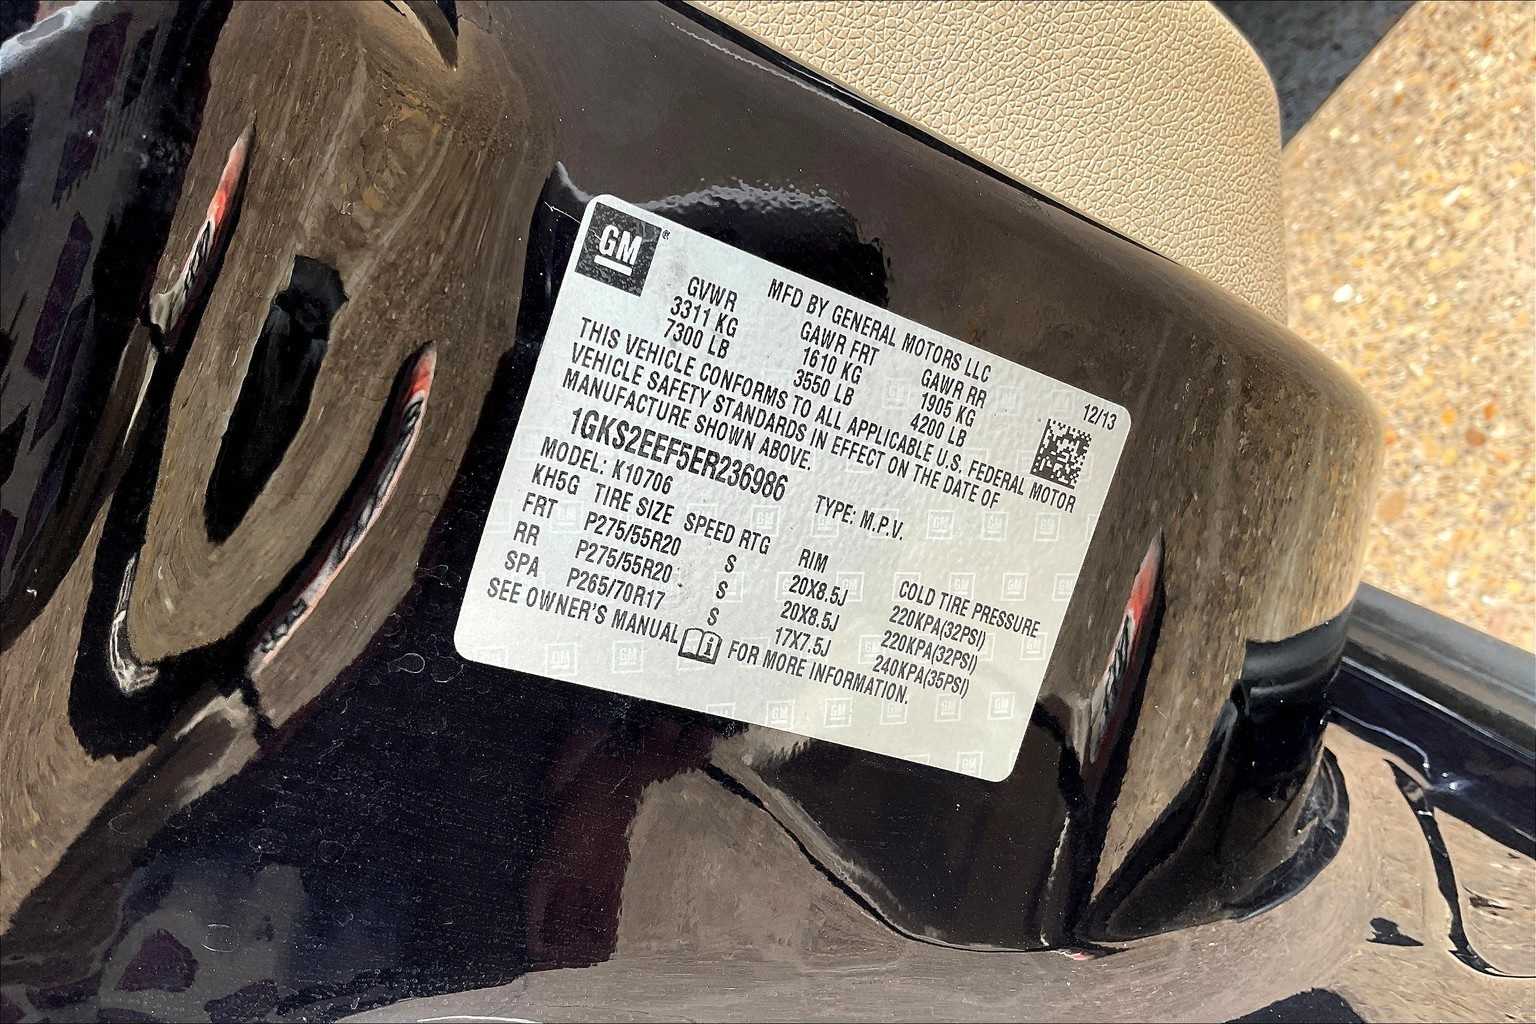 GM®
MFD BY GENERAL MOTORS LLC
12/13
GVWR GAWR FRT GAWR RR
3311 KG 1610 KG 1905 KG
7300 LB 3550 LB 4200 LB
THIS VEHICLE CONFORMS TO ALL APPLICABLE U.S. FEDERAL MOTOR
VEHICLE SAFETY STANDARDS IN EFFECT ON THE DATE OF
MANUFACTURE SHOWN ABOVE.
1GKS2EEF5ER236986 TYPE: M.P.V.
MODEL: K10706
KH5G TIRE SIZE SPEED RTG RIM COLD TIRE PRESSURE
FRT P275/55R20 S 20X8.5J 220KPA(32PSI)
RR P275/55R20 S 20X8.5J 220KPA(32PSI)
SPA P265/70R17 S 17X7.5J 240KPA(35PSI)
SEE OWNER'S MANUAL FOR MORE INFORMATION.